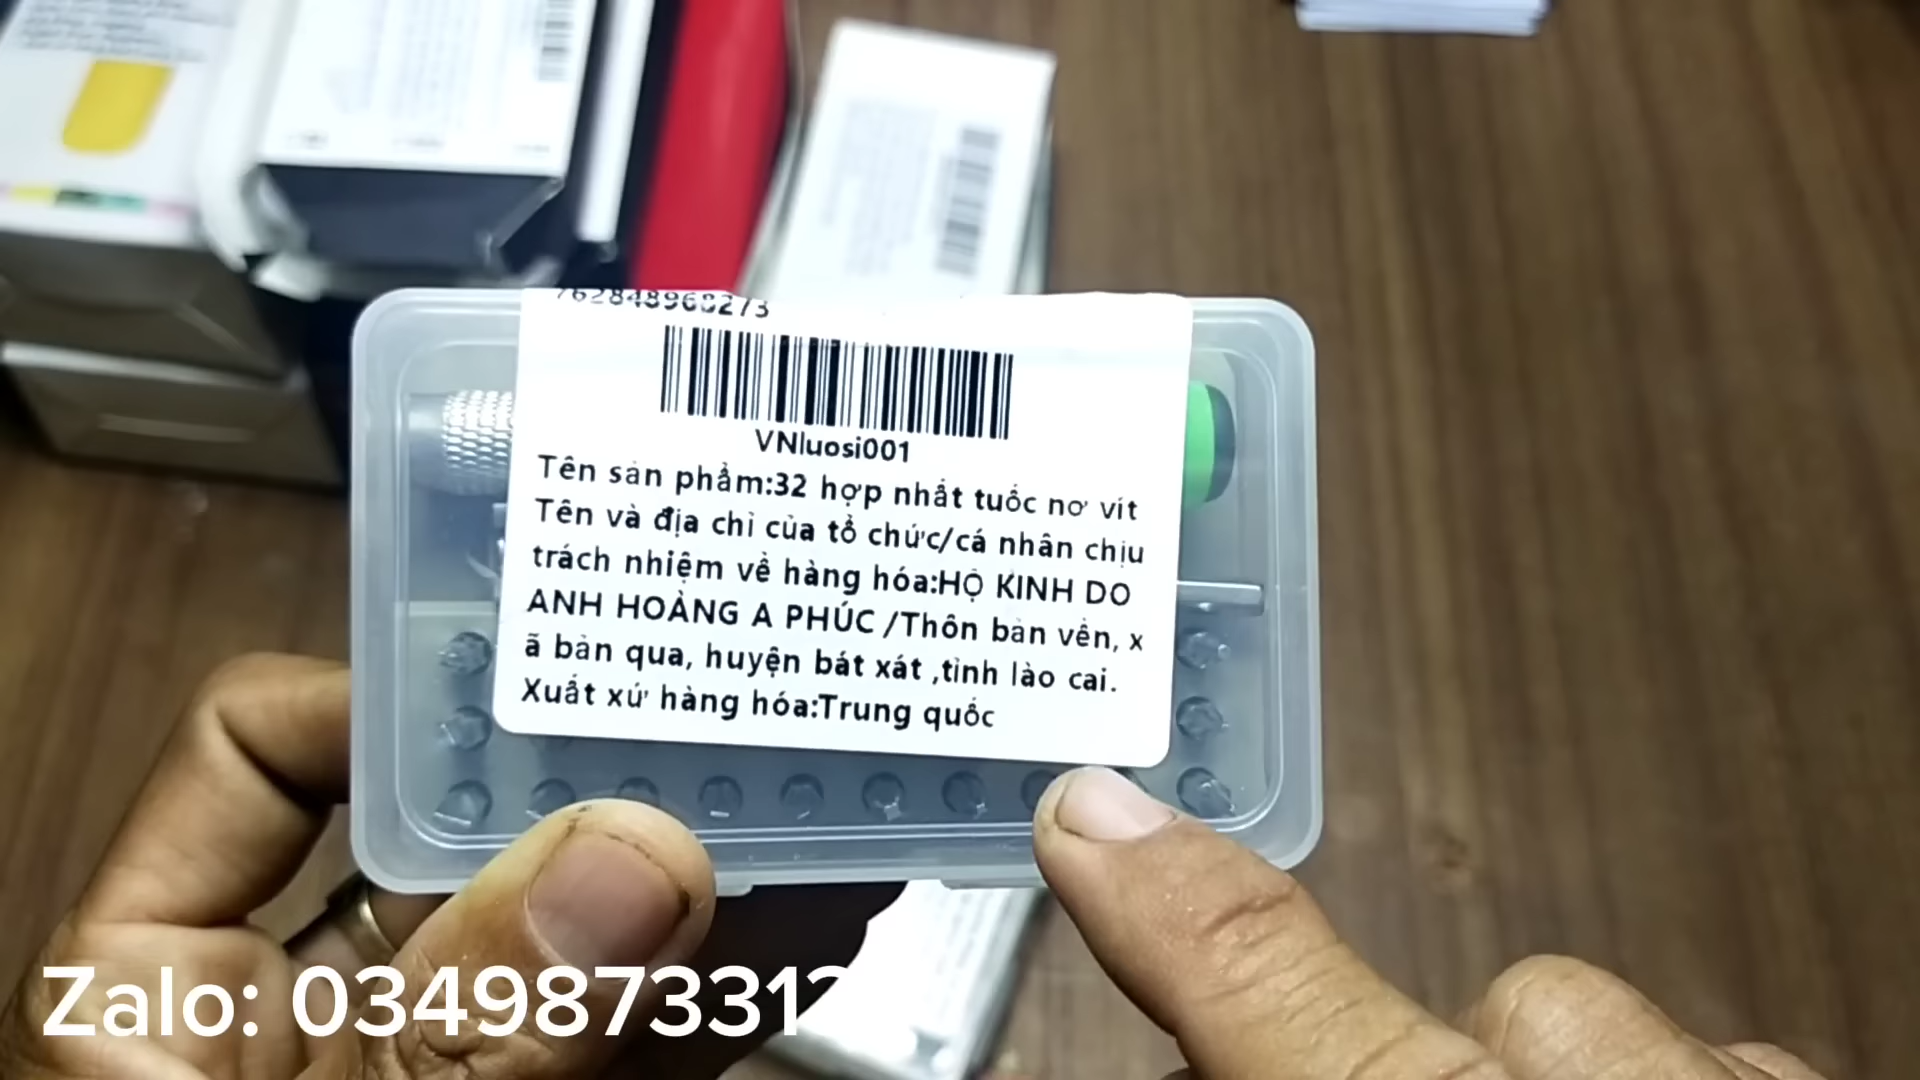 VNluosi001
Tên sản phẩm:32 hợp nhất tuốc nơ vít
Tên và địa chỉ của tổ chức/cá nhân chịu
trách nhiệm về hàng hóa:HỘ KINH DO
ANH HOÀNG A PHÚC /Thôn bản vền, x
ã bản qua, huyện bát xát ,tỉnh lào cai.
Xuất xứ hàng hóa:Trung quốc
Zalo: